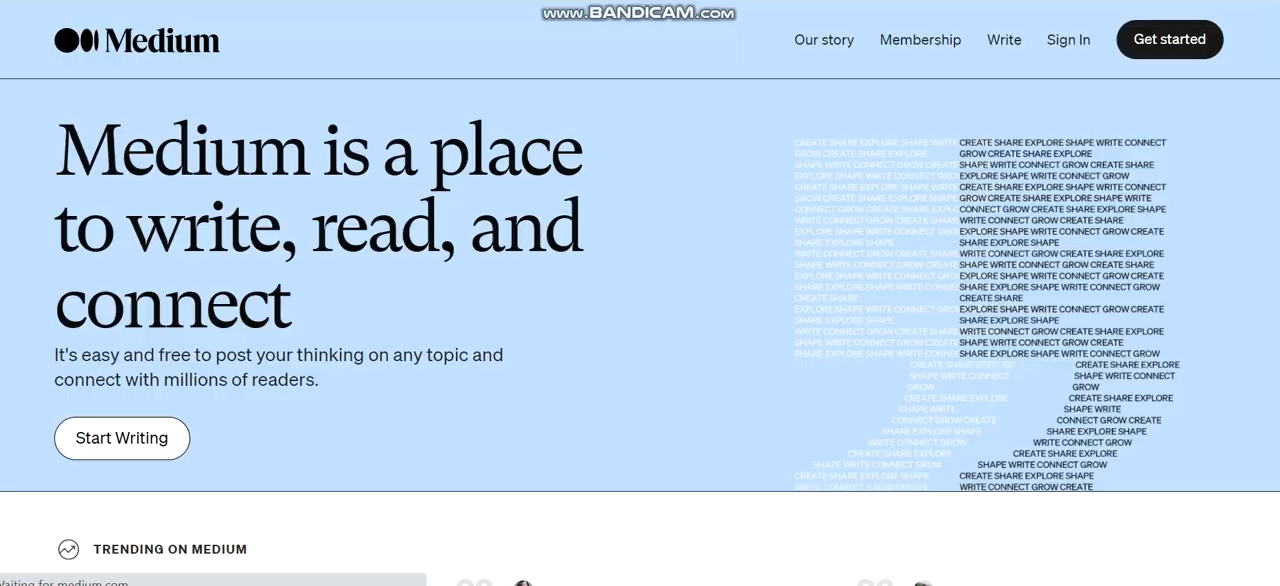 www.BANDICAM.com
Medium
Our story
Membership
Write
Sign In
Get started
Medium is a place
to write, read, and
connect
It's easy and free to post your thinking on any topic and
connect with millions of readers.
Start Writing
CREATE SHARE EXPLORE SHAPE WRITE CONNECT
GROW CREATE SHARE EXPLORE
SHAPE WRITE CONNECT GROW CREATE SHARE
EXPLORE SHAPE WRITE CONNECT GROW
CREATE SHARE EXPLORE SHAPE WRITE CONNECT
GROW CREATE SHARE EXPLORE SHAPE WRITE
CONNECT GROW CREATE SHARE EXPLORE SHAPE
WRITE CONNECT GROW CREATE SHARE
EXPLORE SHAPE WRITE CONNECT GROW CREATE
SHARE EXPLORE SHAPE
WRITE CONNECT GROW CREATE SHARE EXPLORE
SHAPE WRITE CONNECT GROW CREATE SHARE
EXPLORE SHAPE WRITE CONNECT GROW CREATE
SHARE EXPLORE SHAPE WRITE CONNECT GROW
CREATE SHARE
EXPLORE SHAPE WRITE CONNECT GROW CREATE
SHARE EXPLORE SHAPE
WRITE CONNECT GROW CREATE SHARE EXPLORE
SHAPE WRITE CONNECT GROW CREATE
SHARE EXPLORE SHAPE WRITE CONNECT GROW
CREATE SHARE EXPLORE
SHAPE WRITE CONNECT
GROW
CREATE SHARE EXPLORE
SHAPE WRITE
CONNECT GROW CREATE
SHARE EXPLORE SHAPE
WRITE CONNECT GROW
CREATE SHARE EXPLORE
SHAPE WRITE CONNECT GROW
CREATE SHARE EXPLORE SHAPE
WRITE CONNECT GROW CREATE
TRENDING ON MEDIUM
Waiting for medium.com